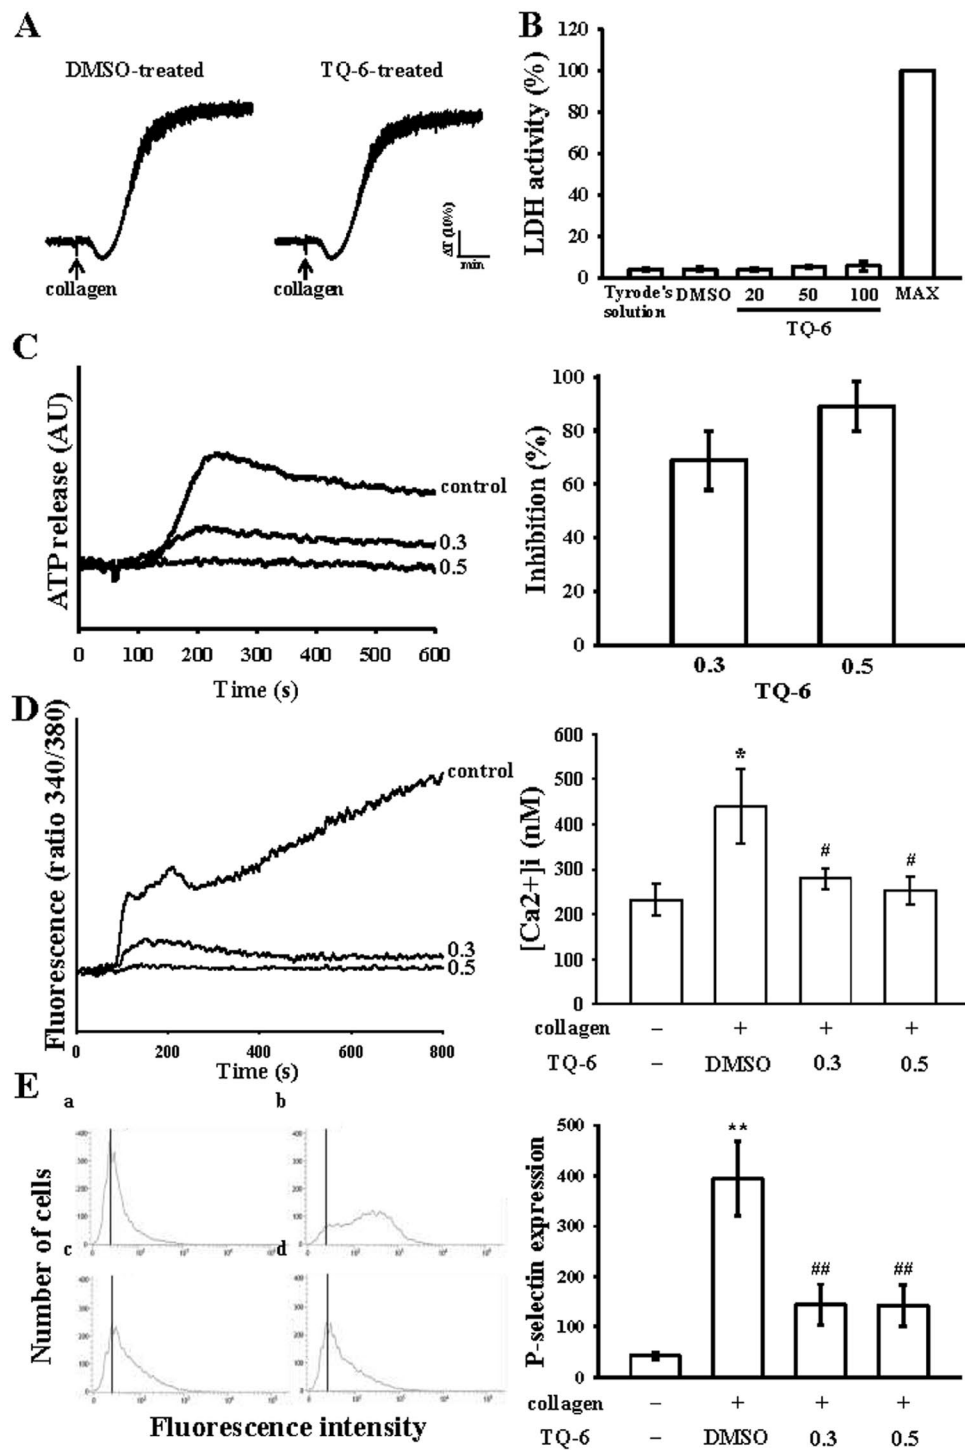 A
DMSO-treated
TQ-6-treated
collagen
collagen
ΔT (10%)
min
B
LDH activity (%)
120
100
80
60
40
20
0
Tyrode's solution
DMSO
20
50
100
MAX
TQ-6
C
ATP release (AU)
control
0.3
0.5
0 100 200 300 400 500 600
Time (s)
Inhibition (%)
100
80
60
40
20
0
0.3 0.5
TQ-6
D
Fluorescence (ratio 340/380)
control
0.3
0.5
0 200 400 600 800
Time (s)
[Ca2+]i (nM)
600
500
400
300
200
100
0
*
#
#
collagen – + + +
TQ-6 – DMSO 0.3 0.5
E
a
b
c
d
Number of cells
Fluorescence intensity
P-selectin expression
500
400
300
200
100
0
**
##
##
collagen – + + +
TQ-6 – DMSO 0.3 0.5